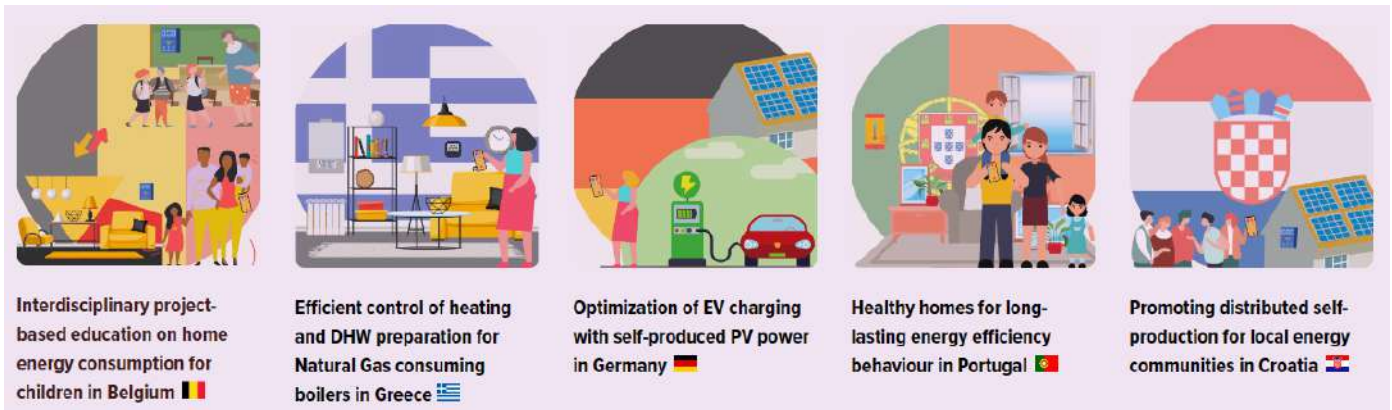 Interdisciplinary project-
based education on home
energy consumption for
children in Belgium
Efficient control of heating
and DHW preparation for
Natural Gas consuming
boilers in Greece
Optimization of EV charging
with self-produced PV power
in Germany
Healthy homes for long-
lasting energy efficiency
behaviour in Portugal
Promoting distributed self-
production for local energy
communities in Croatia